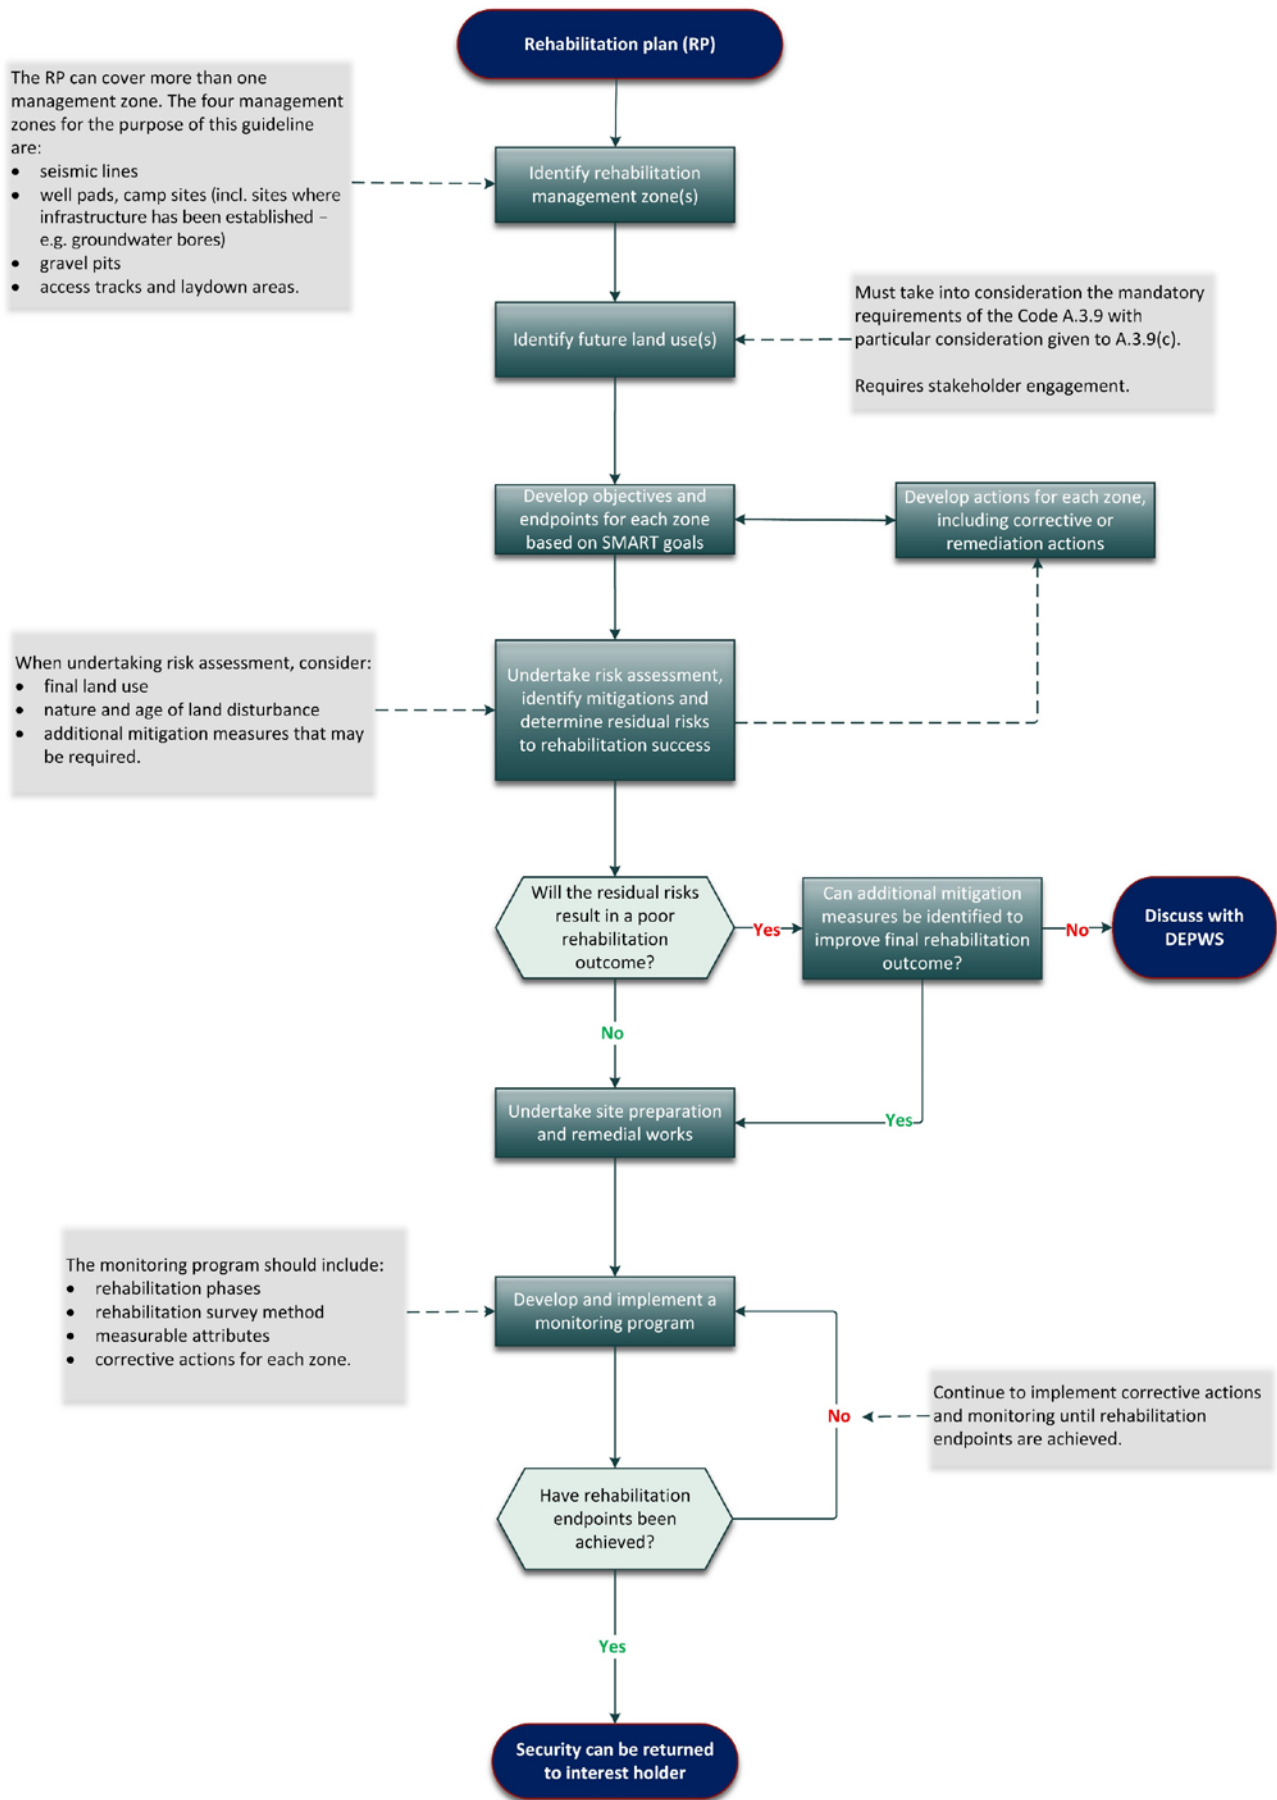 Rehabilitation plan (RP)
The RP can cover more than one
management zone. The four management
zones for the purpose of this guideline
are:
• seismic lines
• well pads, camp sites (incl. sites where
infrastructure has been established –
e.g. groundwater bores)
• gravel pits
• access tracks and laydown areas.
Identify rehabilitation
management zone(s)
Identify future land use(s)
Must take into consideration the mandatory
requirements of the Code A.3.9 with
particular consideration given to A.3.9(c).
Requires stakeholder engagement.
Develop objectives and
endpoints for each zone
based on SMART goals
Develop actions for each zone,
including corrective or
remediation actions
When undertaking risk assessment, consider:
• final land use
• nature and age of land disturbance
• additional mitigation measures that may
be required.
Undertake risk assessment,
identify mitigations and
determine residual risks
to rehabilitation success
Will the residual risks
result in a poor
rehabilitation
outcome?
Yes
Can additional mitigation
measures be identified to
improve final rehabilitation
outcome?
No
Discuss with
DEPWS
No
Yes
Undertake site preparation
and remedial works
The monitoring program should include:
• rehabilitation phases
• rehabilitation survey method
• measurable attributes
• corrective actions for each zone.
Develop and implement a
monitoring program
No
Continue to implement corrective actions
and monitoring until rehabilitation
endpoints are achieved.
Have rehabilitation
endpoints been
achieved?
Yes
Security can be returned
to interest holder